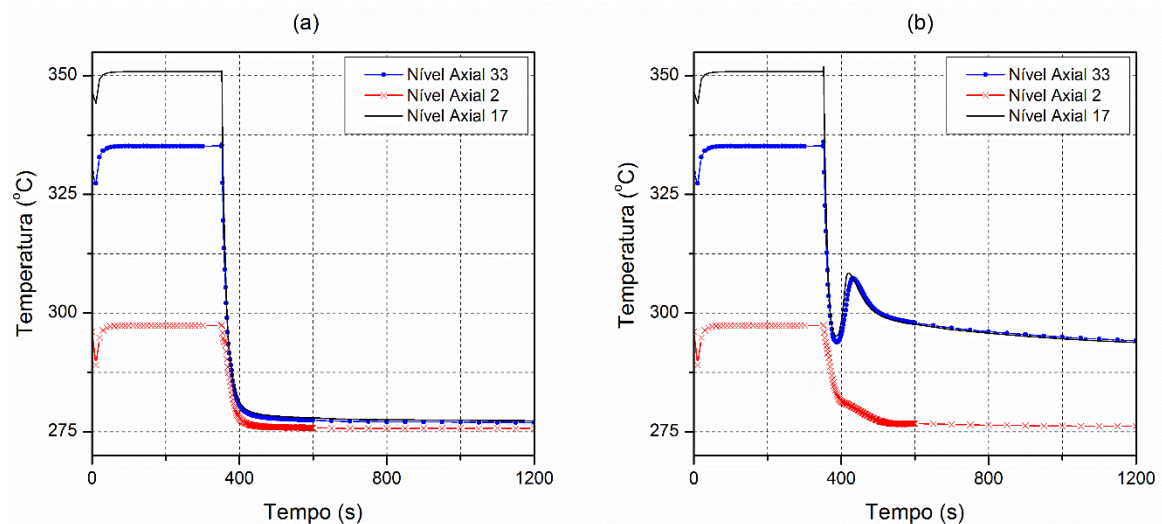 (a)
(b)
350
325
300
275
Temperatura (°C)
Nível Axial 33
Nível Axial 2
Nível Axial 17
0
400
800
1200
Tempo (s)
350
325
300
275
Temperatura (°C)
Nível Axial 33
Nível Axial 2
Nível Axial 17
0
400
800
1200
Tempo (s)